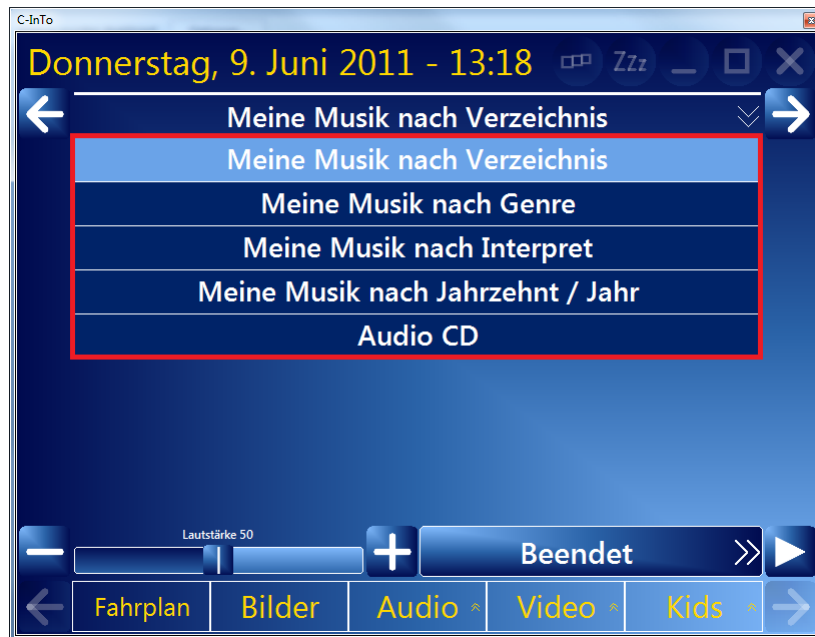 C-InTo
Donnerstag, 9. Juni 2011 - 13:18 Zzz
Meine Musik nach Verzeichnis
Meine Musik nach Verzeichnis
Meine Musik nach Genre
Meine Musik nach Interpret
Meine Musik nach Jahrzehnt / Jahr
Audio CD
Lautstärke 50
Beendet
Fahrplan Bilder Audio Video Kids